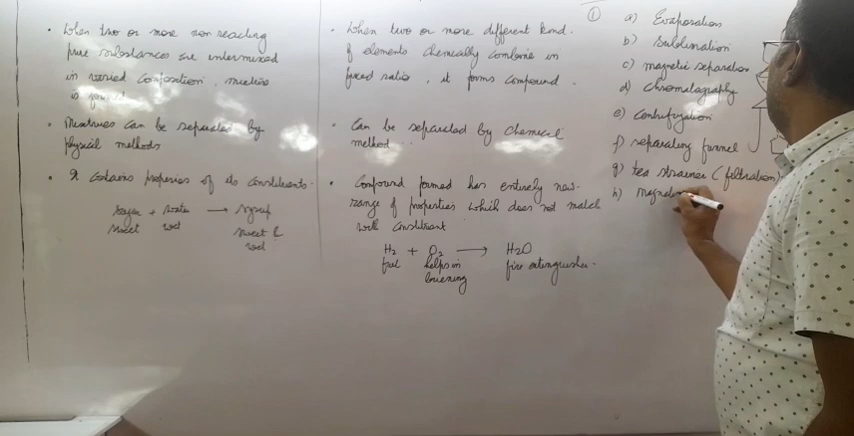 • When two or more non reacting
pure substances are intermixed
in varied composition, mixture
is formed
• Mixtures can be separated by
physical methods
• It contains properties of its constituents.
Sugar + Water → Syrup
sweet wet sweet &
wet
• When two or more different kind.
of elements chemically combine in
fixed ratio, it forms compound.
• Can be separated by chemical
method...
• Compound formed has entirely new.
range of properties which does not match
with constituent
H2 + O2 → H2O
fuel helps in fire extinguisher.
burning
① a) Evaporation
b) Sublimation
c) magnetic separation
d) chromatography
e) centrifugation
f) separating funnel
g) tea strainer (filtration)
h)